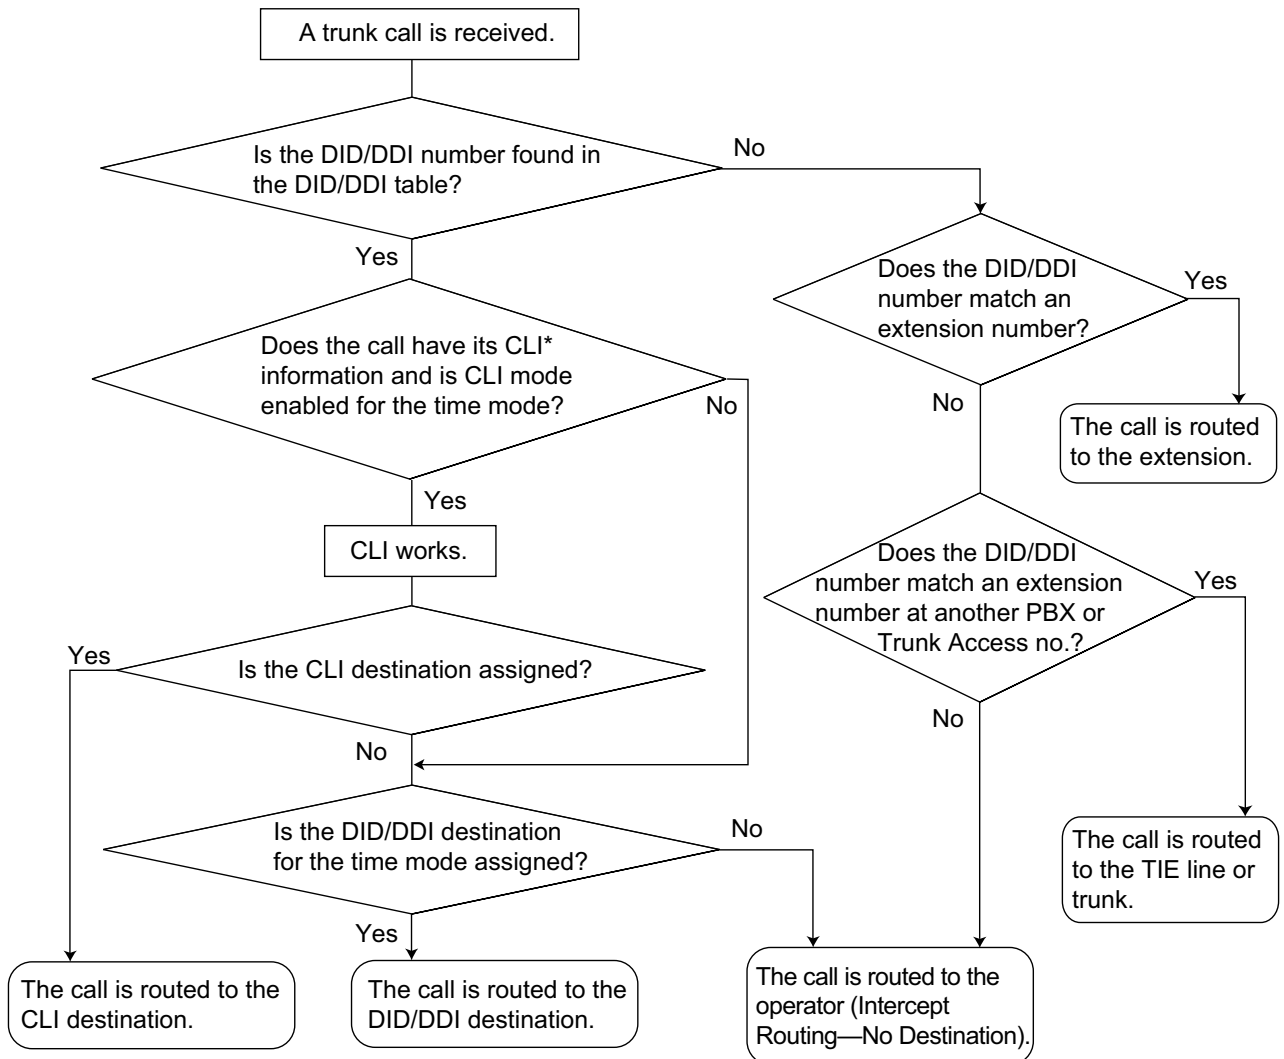 A trunk call is received.
Is the DID/DDI number found in
the DID/DDI table?
No
Yes
Does the DID/DDI
number match an
extension number?
Yes
Does the call have its CLI*
information and is CLI mode
enabled for the time mode?
No
No
The call is routed
to the extension.
Yes
CLI works.
Does the DID/DDI
number match an extension
number at another PBX or
Trunk Access no.?
Yes
Yes
Is the CLI destination assigned?
No
No
Is the DID/DDI destination
for the time mode assigned?
No
The call is routed
to the TIE line or
trunk.
Yes
The call is routed to the
CLI destination.
The call is routed to the
DID/DDI destination.
The call is routed to the
operator (Intercept
Routing—No Destination).